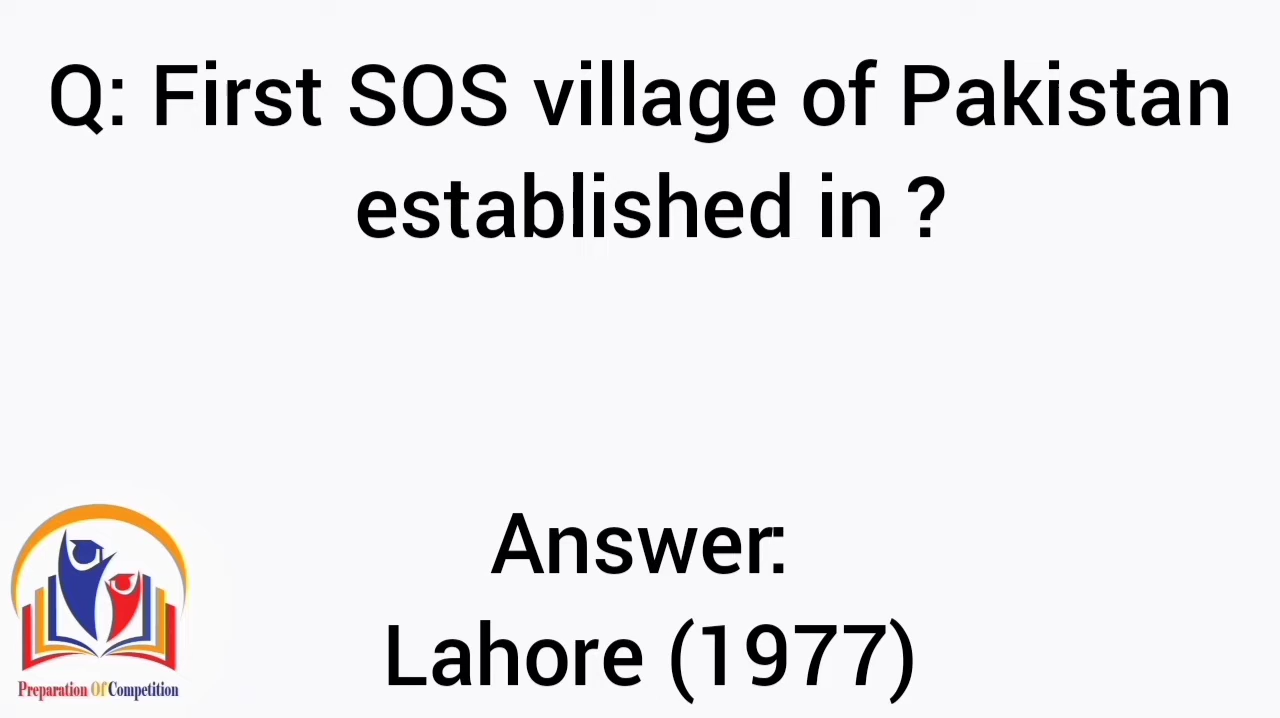 Q: First SOS village of Pakistan
established in ?
Answer:
Lahore (1977)
Preparation Of Competition